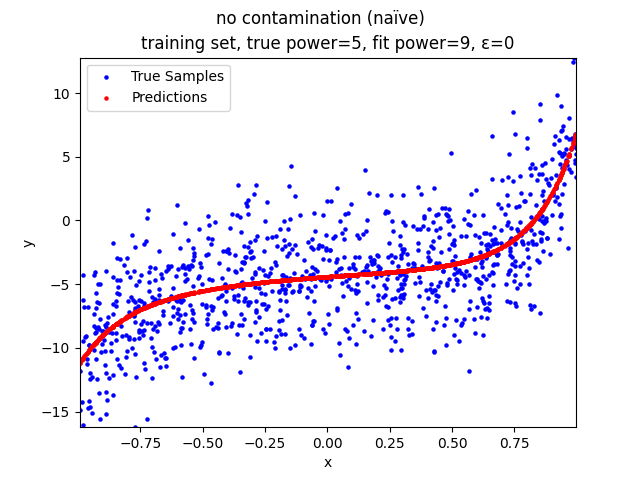 no contamination (naïve)
training set, true power=5, fit power=9, ε=0
True Samples
Predictions
10
5
0
−5
−10
−15
y
−0.75
−0.50
−0.25
0.00
0.25
0.50
0.75
x